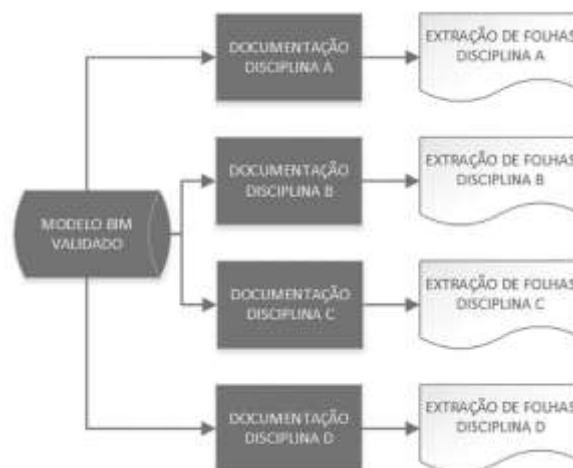 DOCUMENTAÇÃO
DISCIPLINA A
EXTRAÇÃO DE FOLHAS
DISCIPLINA A
DOCUMENTAÇÃO
DISCIPLINA B
EXTRAÇÃO DE FOLHAS
DISCIPLINA B
MODELO BIM
VALIDADO
DOCUMENTAÇÃO
DISCIPLINA C
EXTRAÇÃO DE FOLHAS
DISCIPLINA C
DOCUMENTAÇÃO
DISCIPLINA D
EXTRAÇÃO DE FOLHAS
DISCIPLINA D